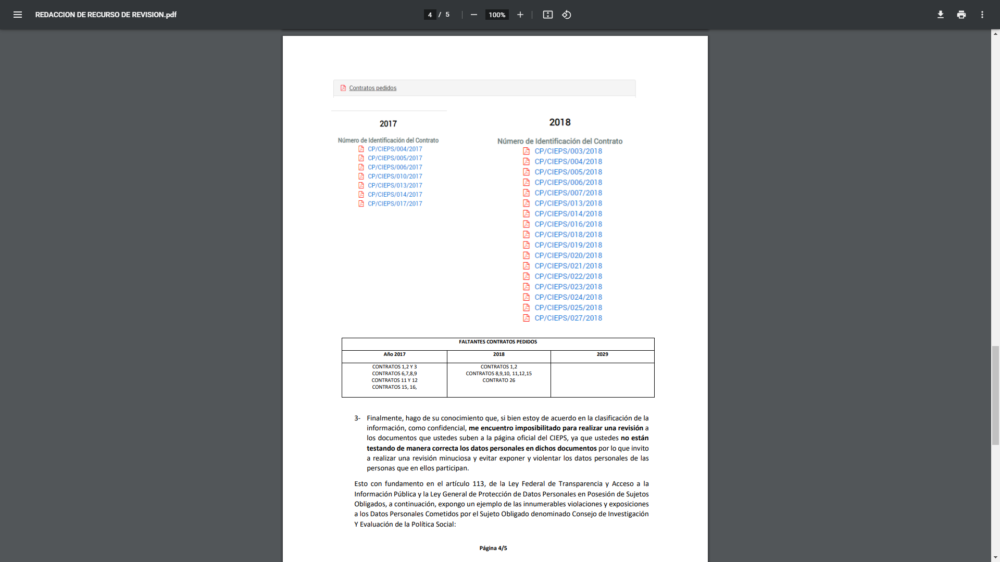 REDACCION DE RECURSO DE REVISION.pdf
4 / 5
100%
Contratos pedidos
2017
Número de Identificación del Contrato
CP/CIEPS/004/2017
CP/CIEPS/005/2017
CP/CIEPS/006/2017
CP/CIEPS/010/2017
CP/CIEPS/013/2017
CP/CIEPS/014/2017
CP/CIEPS/017/2017
2018
Número de Identificación del Contrato
CP/CIEPS/003/2018
CP/CIEPS/004/2018
CP/CIEPS/005/2018
CP/CIEPS/006/2018
CP/CIEPS/007/2018
CP/CIEPS/013/2018
CP/CIEPS/014/2018
CP/CIEPS/016/2018
CP/CIEPS/018/2018
CP/CIEPS/019/2018
CP/CIEPS/020/2018
CP/CIEPS/021/2018
CP/CIEPS/022/2018
CP/CIEPS/023/2018
CP/CIEPS/024/2018
CP/CIEPS/025/2018
CP/CIEPS/027/2018
FALTANTES CONTRATOS PEDIDOS
Año 2017
2018
2029
CONTRATOS 1,2 Y 3
CONTRATOS 6,7,8,9
CONTRATOS 11 Y 12
CONTRATOS 15, 16,
CONTRATOS 1,2
CONTRATOS 8,9,10, 11,12,15
CONTRATO 26
3- Finalmente, hago de su conocimiento que, si bien estoy de acuerdo en la clasificación de la
información, como confidencial, me encuentro imposibilitado para realizar una revisión a
los documentos que ustedes suben a la página oficial del CIEPS, ya que ustedes no están
testando de manera correcta los datos personales en dichos documentos por lo que invito
a realizar una revisión minuciosa y evitar exponer y violentar los datos personales de las
personas que en ellos participan.
Esto con fundamento en el artículo 113, de la Ley Federal de Transparencia y Acceso a la
Información Pública y la Ley General de Protección de Datos Personales en Posesión de Sujetos
Obligados, a continuación, expongo un ejemplo de las innumerables violaciones y exposiciones
a los Datos Personales Cometidos por el Sujeto Obligado denominado Consejo de Investigación
Y Evaluación de la Política Social:
Página 4/5